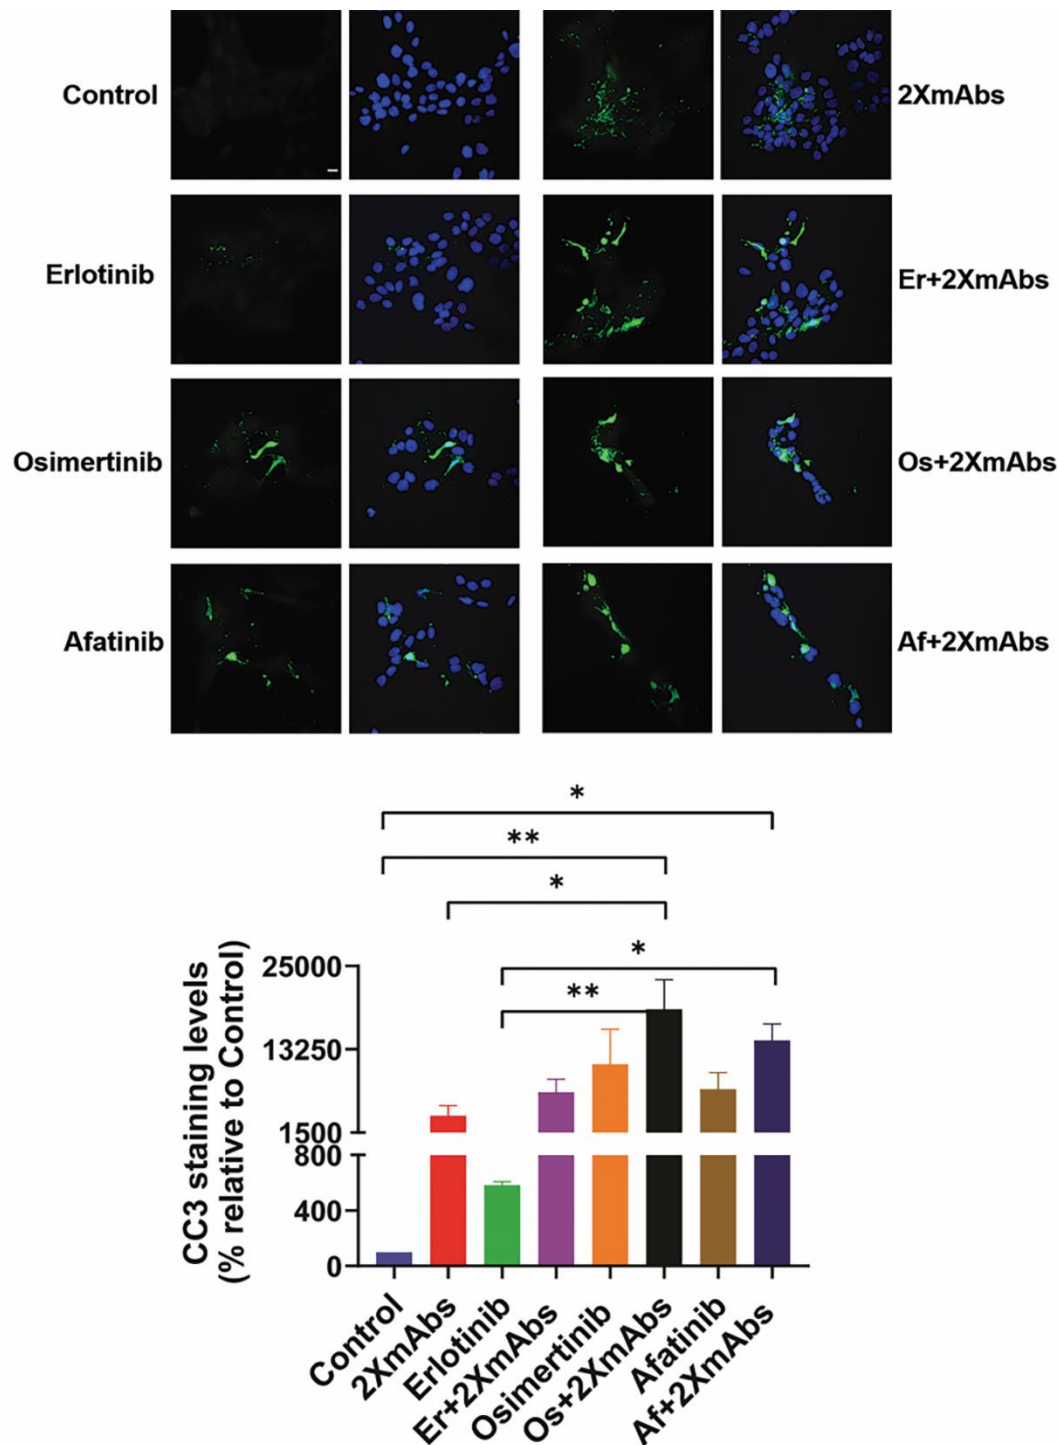 Control
2XmAbs
Erlotinib
Er+2XmAbs
Osimertinib
Os+2XmAbs
Afatinib
Af+2XmAbs
*
**
*
*
**
CC3 staining levels
(% relative to Control)
25000
13250
1500
800
400
0
Control
2XmAbs
Erlotinib
Er+2XmAbs
Osimertinib
Os+2XmAbs
Afatinib
Af+2XmAbs